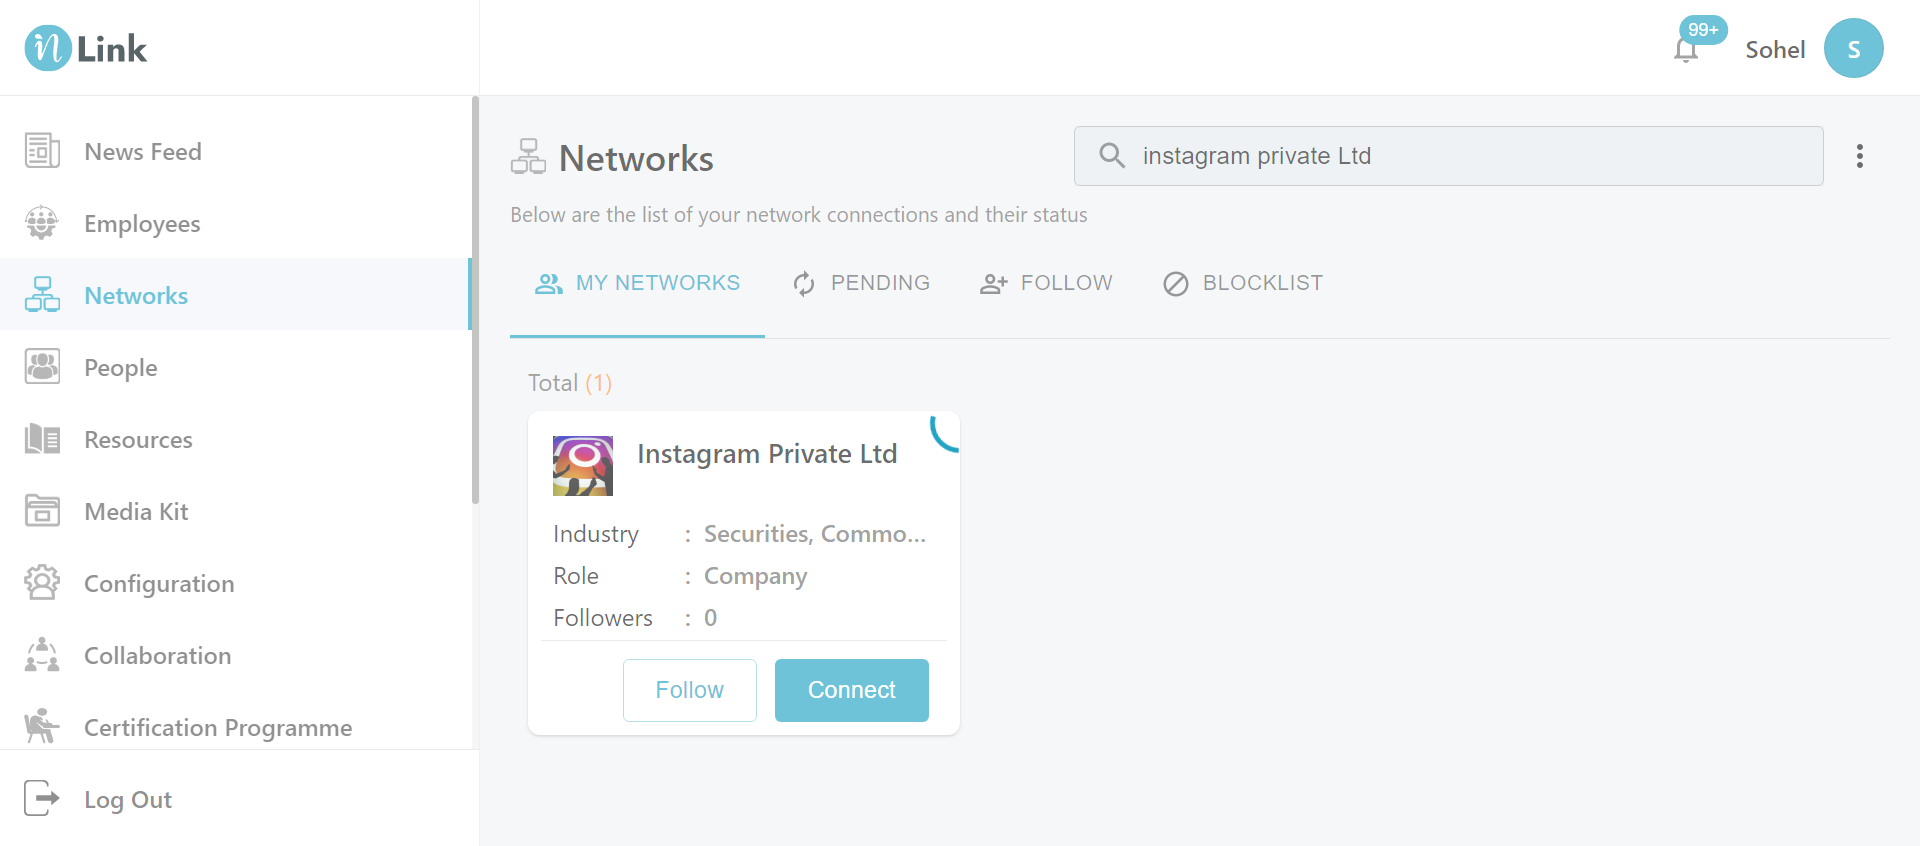 n Link
99+
Sohel
S
News Feed
Employees
Networks
People
Resources
Media Kit
Configuration
Collaboration
Certification Programme
Log Out
Networks
instagram private Ltd
Below are the list of your network connections and their status
MY NETWORKS PENDING FOLLOW BLOCKLIST
Total (1)
Instagram Private Ltd
Industry : Securities, Commo...
Role : Company
Followers : 0
Follow Connect